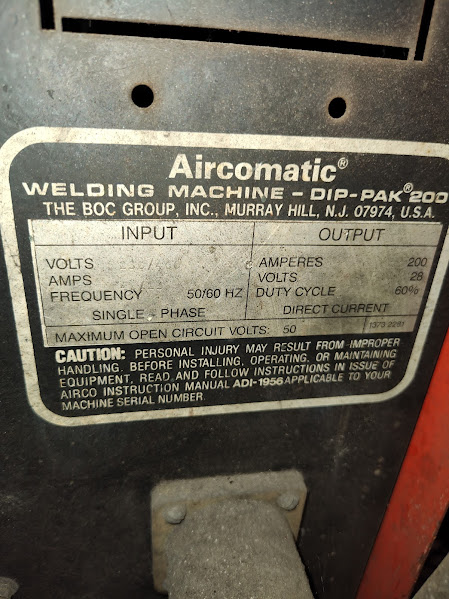 Aircomatic®
WELDING MACHINE – DIP-PAK® 200
THE BOC GROUP, INC., MURRAY HILL, N.J. 07974, U.S.A.
INPUT
VOLTS
AMPS
FREQUENCY 50/60 HZ
SINGLE PHASE
OUTPUT
AMPERES 200
VOLTS 28
DUTY CYCLE 60%
DIRECT CURRENT
MAXIMUM OPEN CIRCUIT VOLTS: 50
CAUTION: PERSONAL INJURY MAY RESULT FROM IMPROPER
HANDLING. BEFORE INSTALLING, OPERATING, OR MAINTAINING
EQUIPMENT, READ AND FOLLOW INSTRUCTIONS IN ISSUE OF
AIRCO INSTRUCTION MANUAL ADI-1956 APPLICABLE TO YOUR
MACHINE SERIAL NUMBER.